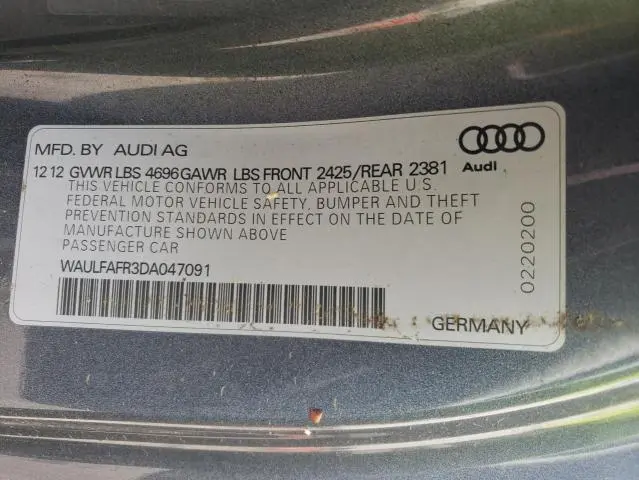 MFD. BY AUDI AG
12 12 GVWR LBS 4696 GAWR LBS FRONT 2425/REAR 2381
THIS VEHICLE CONFORMS TO ALL APPLICABLE U.S.
FEDERAL MOTOR VEHICLE SAFETY, BUMPER AND THEFT
PREVENTION STANDARDS IN EFFECT ON THE DATE OF
MANUFACTURE SHOWN ABOVE
PASSENGER CAR
WAULFAFR3DA047091
Audi
0220200
GERMANY